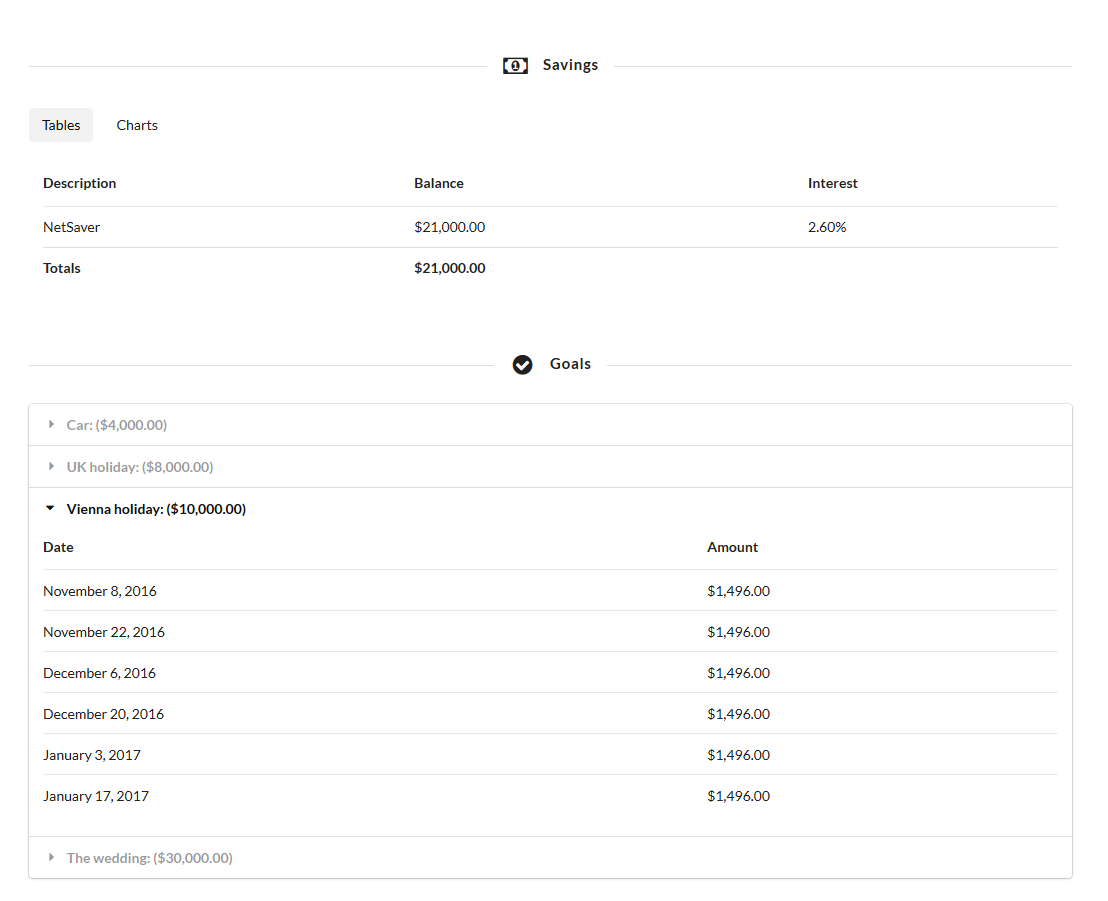 Savings
Tables Charts
Description Balance Interest
NetSaver $21,000.00 2.60%
Totals $21,000.00
Goals
Car: ($4,000.00)
UK holiday: ($8,000.00)
Vienna holiday: ($10,000.00)
Date Amount
November 8, 2016 $1,496.00
November 22, 2016 $1,496.00
December 6, 2016 $1,496.00
December 20, 2016 $1,496.00
January 3, 2017 $1,496.00
January 17, 2017 $1,496.00
The wedding: ($30,000.00)